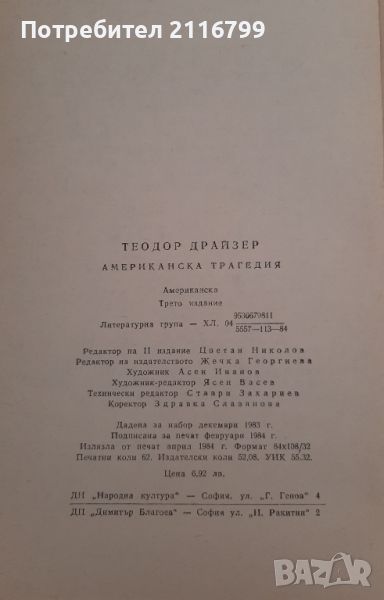 Потребител 2116799
ТЕОДОР ДРАЙЗЕР
АМЕРИКАНСКА ТРАГЕДИЯ
Американска
Трето издание
Литературна група — ХЛ. 04 9536679811/5557—113—84
Редактор на II издание Цветан Николов
Редактор на издателството Жечка Георгиева
Художник Асен Иванов
Художник-редактор Ясен Васев
Технически редактор Стави Захариев
Коректор Здравка Славянова
Дадена за набор декември 1983 г.
Подписана за печат февруари 1984 г.
Излязла от печат април 1984 г. Формат 84х108/32
Печатни коли 62. Издателски коли 52,08. УИК 55.32.
Цена 6,92 лв.
ДИ „Народна култура“ — София, ул. „Г. Генов“ 4
ДП „Димитър Благоев“ — София ул. „Н. Ракитин“ 2
BAZAR